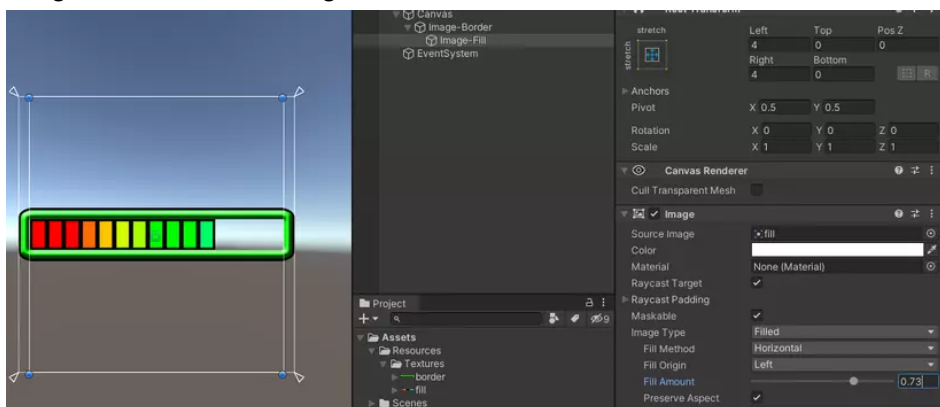 Canvas
Image-Border
Image-Fill
EventSystem
stretch
Left
Top
Pos Z
stretch
4
0
0
Right
Bottom
4
0
R
Anchors
Pivot
X 0.5
Y 0.5
Rotation
X 0
Y 0
Z 0
Scale
X 1
Y 1
Z 1
Canvas Renderer
Cull Transparent Mesh
Image
Source Image
fill
Color
Material
None (Material)
Raycast Target
Raycast Padding
Maskable
Image Type
Filled
Fill Method
Horizontal
Fill Origin
Left
Fill Amount
0.73
Preserve Aspect
Project
9
Assets
Resources
Textures
border
fill
Scenes